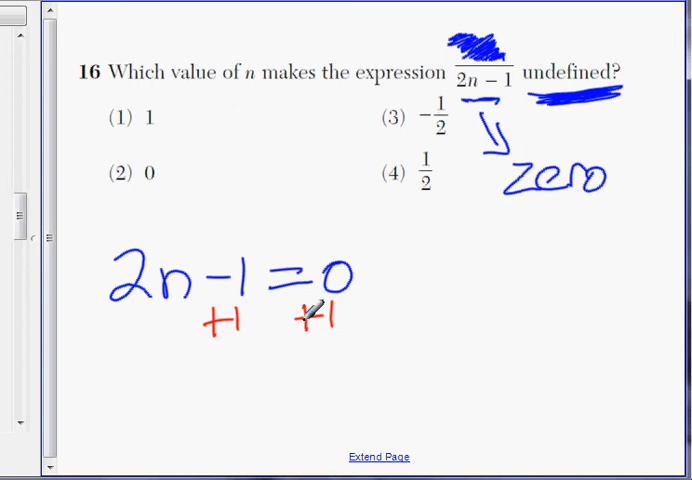 16 Which value of n makes the expression 2n − 1 undefined?
(1) 1 (3) −1/2
(2) 0 (4) 1/2
zero
2n − 1 = 0
+1 +1
Extend Page